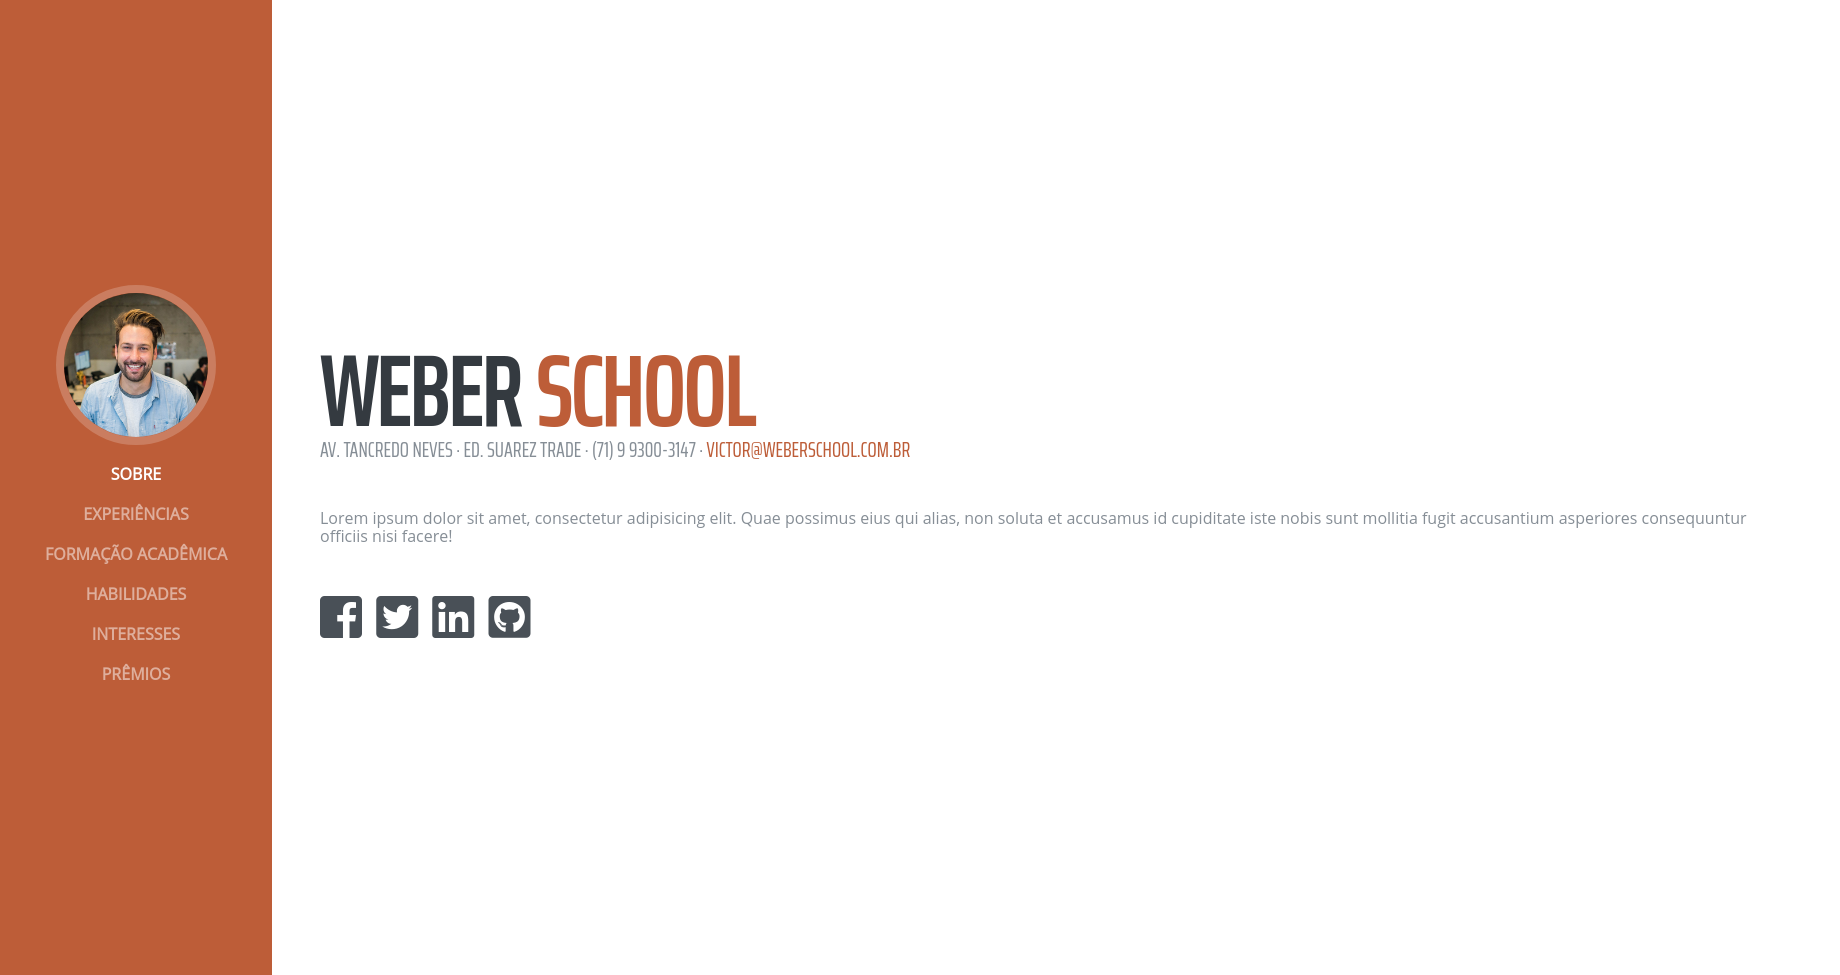 SOBRE
EXPERIÊNCIAS
FORMAÇÃO ACADÊMICA
HABILIDADES
INTERESSES
PRÊMIOS
WEBER SCHOOL
AV. TANCREDO NEVES · ED. SUAREZ TRADE · (71) 9 9300-3147 · VICTOR@WEBERSCHOOL.COM.BR
Lorem ipsum dolor sit amet, consectetur adipisicing elit. Quae possimus eius qui alias, non soluta et accusamus id cupiditate iste nobis sunt mollitia fugit accusantium asperiores consequuntur
officiis nisi facere!